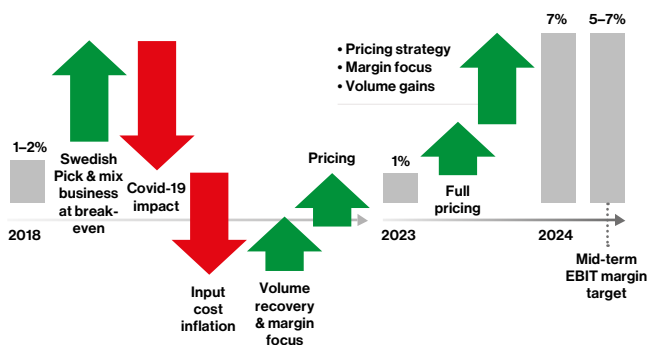 1–2%
2018
Swedish
Pick & mix
business
at break-
even
Covid-19
impact
Input
cost
inflation
Volume
recovery
& margin
focus
Pricing
1%
2023
Full
pricing
• Pricing strategy
• Margin focus
• Volume gains
7%
2024
5–7%
Mid-term
EBIT margin
target